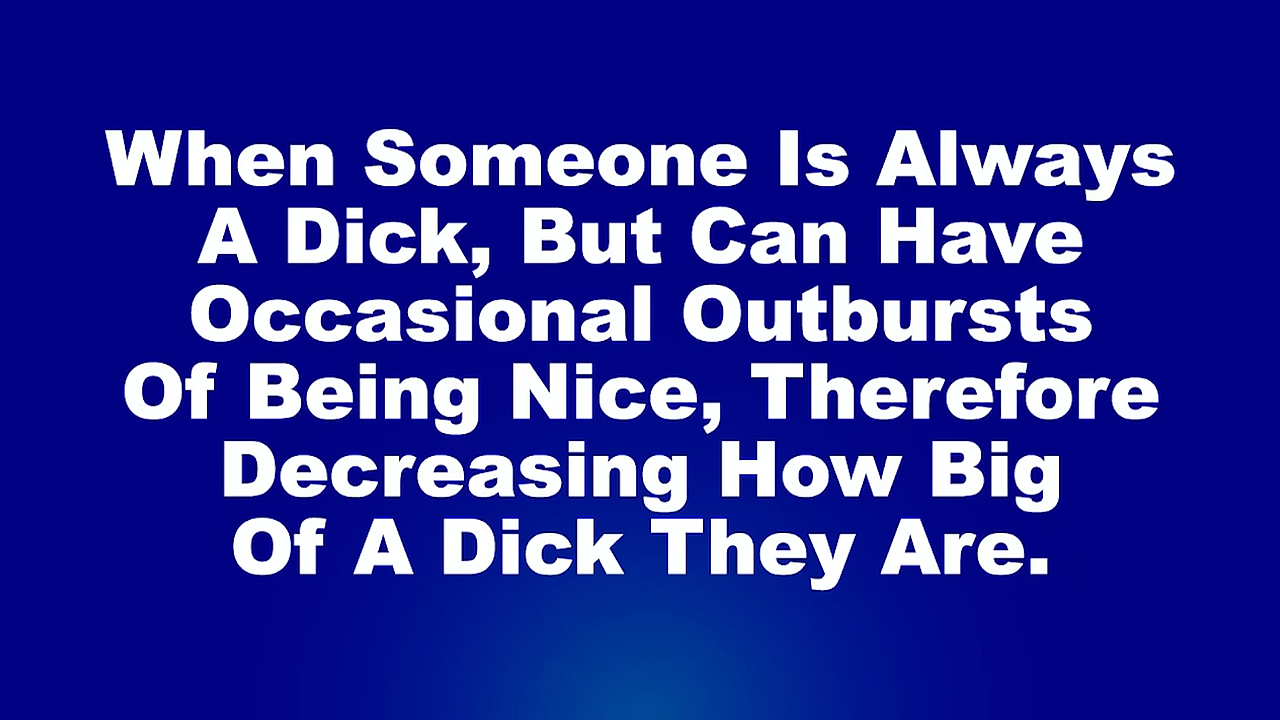 When Someone Is Always
A Dick, But Can Have
Occasional Outbursts
Of Being Nice, Therefore
Decreasing How Big
Of A Dick They Are.